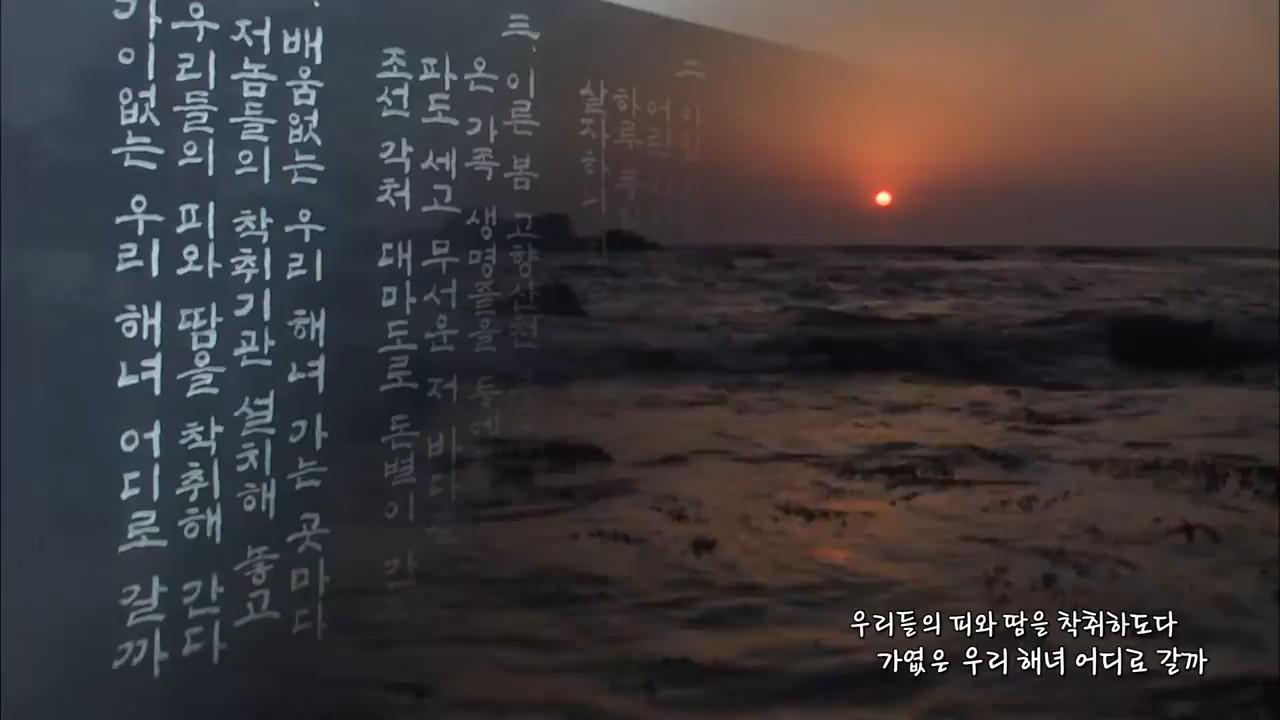 二、
어린
하루
살자하니
三、이른 봄 고향산천
온 가족 생명줄을 등에
파도 세고 무서운 저 바다
조선 각처 대마도로 돈벌이 간
배움없는 우리 해녀 가는 곳마다
저놈들의 착취기관 설치해 놓고
우리들의 피와 땀을 착취해 간다
가이없는 우리 해녀 어디로 갈까
우리들의 피와 땀을 착취하도다
가엾은 우리 해녀 어디로 갈까